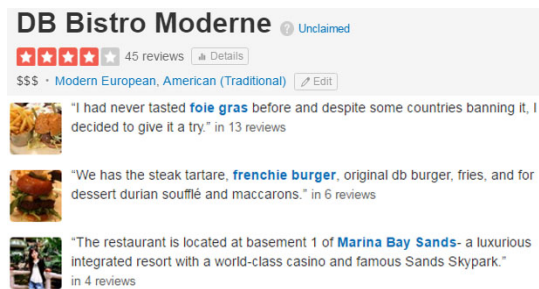 DB Bistro Moderne ? Unclaimed
45 reviews Details
$$$ • Modern European, American (Traditional) Edit
“I had never tasted foie gras before and despite some countries banning it, I
decided to give it a try.” in 13 reviews
“We has the steak tartare, frenchie burger, original db burger, fries, and for
dessert durian soufflé and maccarons.” in 6 reviews
“The restaurant is located at basement 1 of Marina Bay Sands- a luxurious
integrated resort with a world-class casino and famous Sands Skypark.”
in 4 reviews